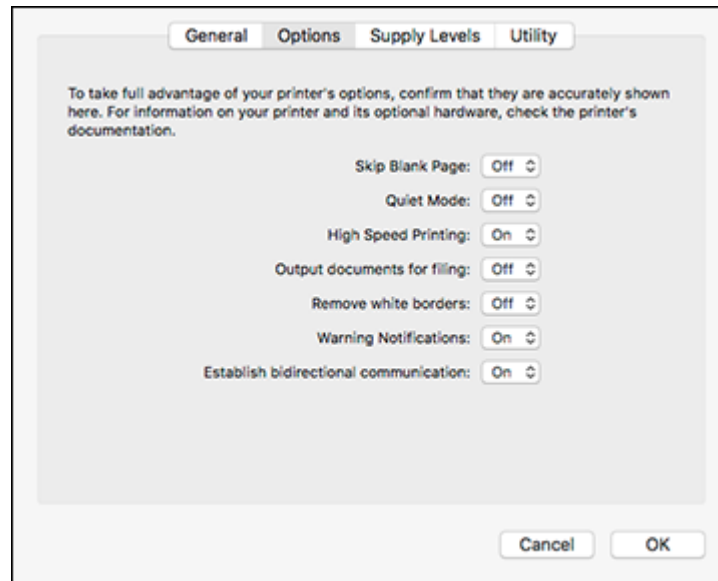 General Options Supply Levels Utility
To take full advantage of your printer's options, confirm that they are accurately shown
here. For information on your printer and its optional hardware, check the printer's
documentation.
Skip Blank Page: Off
Quiet Mode: Off
High Speed Printing: On
Output documents for filing: Off
Remove white borders: Off
Warning Notifications: On
Establish bidirectional communication: On
Cancel OK